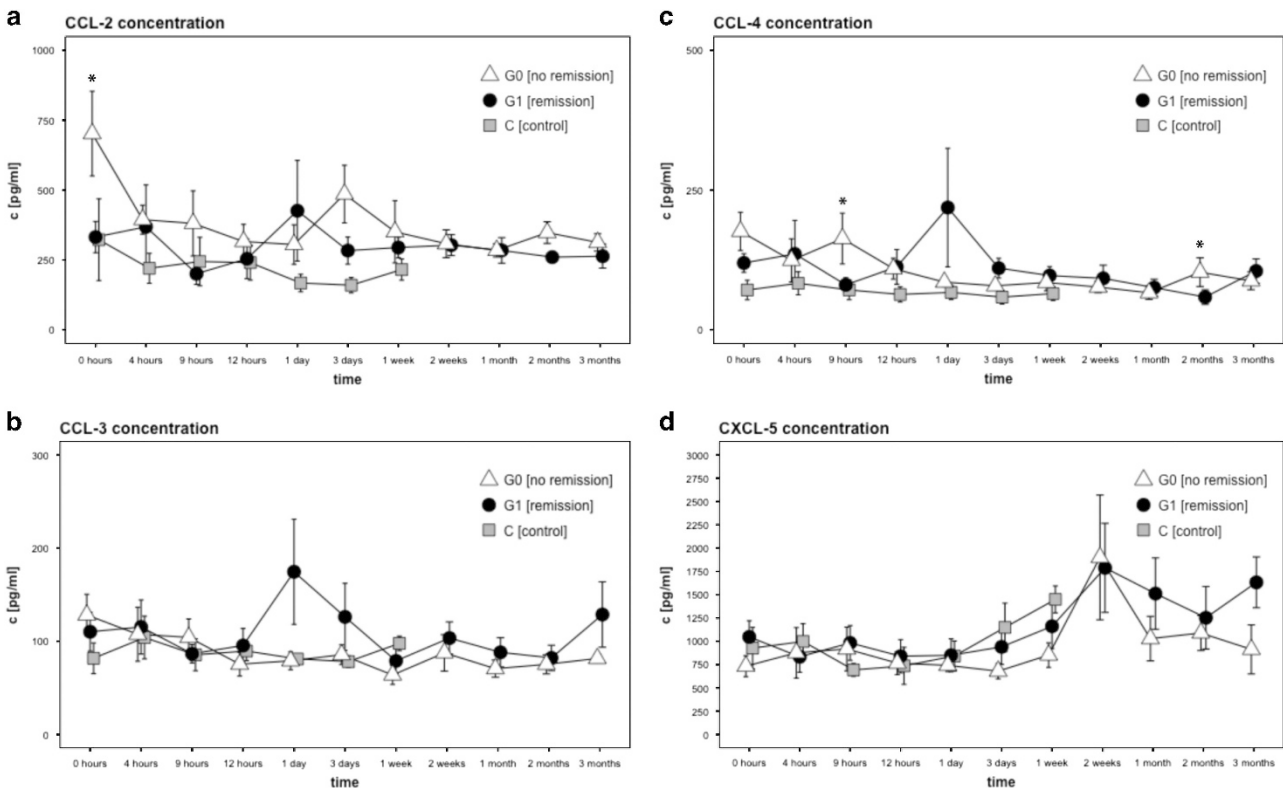 a
CCL-2 concentration
1000
750
500
250
0
c [pg/ml]
*
G0 [no remission]
G1 [remission]
C [control]
0 hours 4 hours 9 hours 12 hours 1 day 3 days 1 week 2 weeks 1 month 2 months 3 months
time
c
CCL-4 concentration
500
250
0
c [pg/ml]
*
*
G0 [no remission]
G1 [remission]
C [control]
0 hours 4 hours 9 hours 12 hours 1 day 3 days 1 week 2 weeks 1 month 2 months 3 months
time
b
CCL-3 concentration
300
200
100
0
c [pg/ml]
G0 [no remission]
G1 [remission]
C [control]
0 hours 4 hours 9 hours 12 hours 1 day 3 days 1 week 2 weeks 1 month 2 months 3 months
time
d
CXCL-5 concentration
3000
2750
2500
2250
2000
1750
1500
1250
1000
750
500
250
0
c [pg/ml]
G0 [no remission]
G1 [remission]
C [control]
0 hours 4 hours 9 hours 12 hours 1 day 3 days 1 week 2 weeks 1 month 2 months 3 months
time